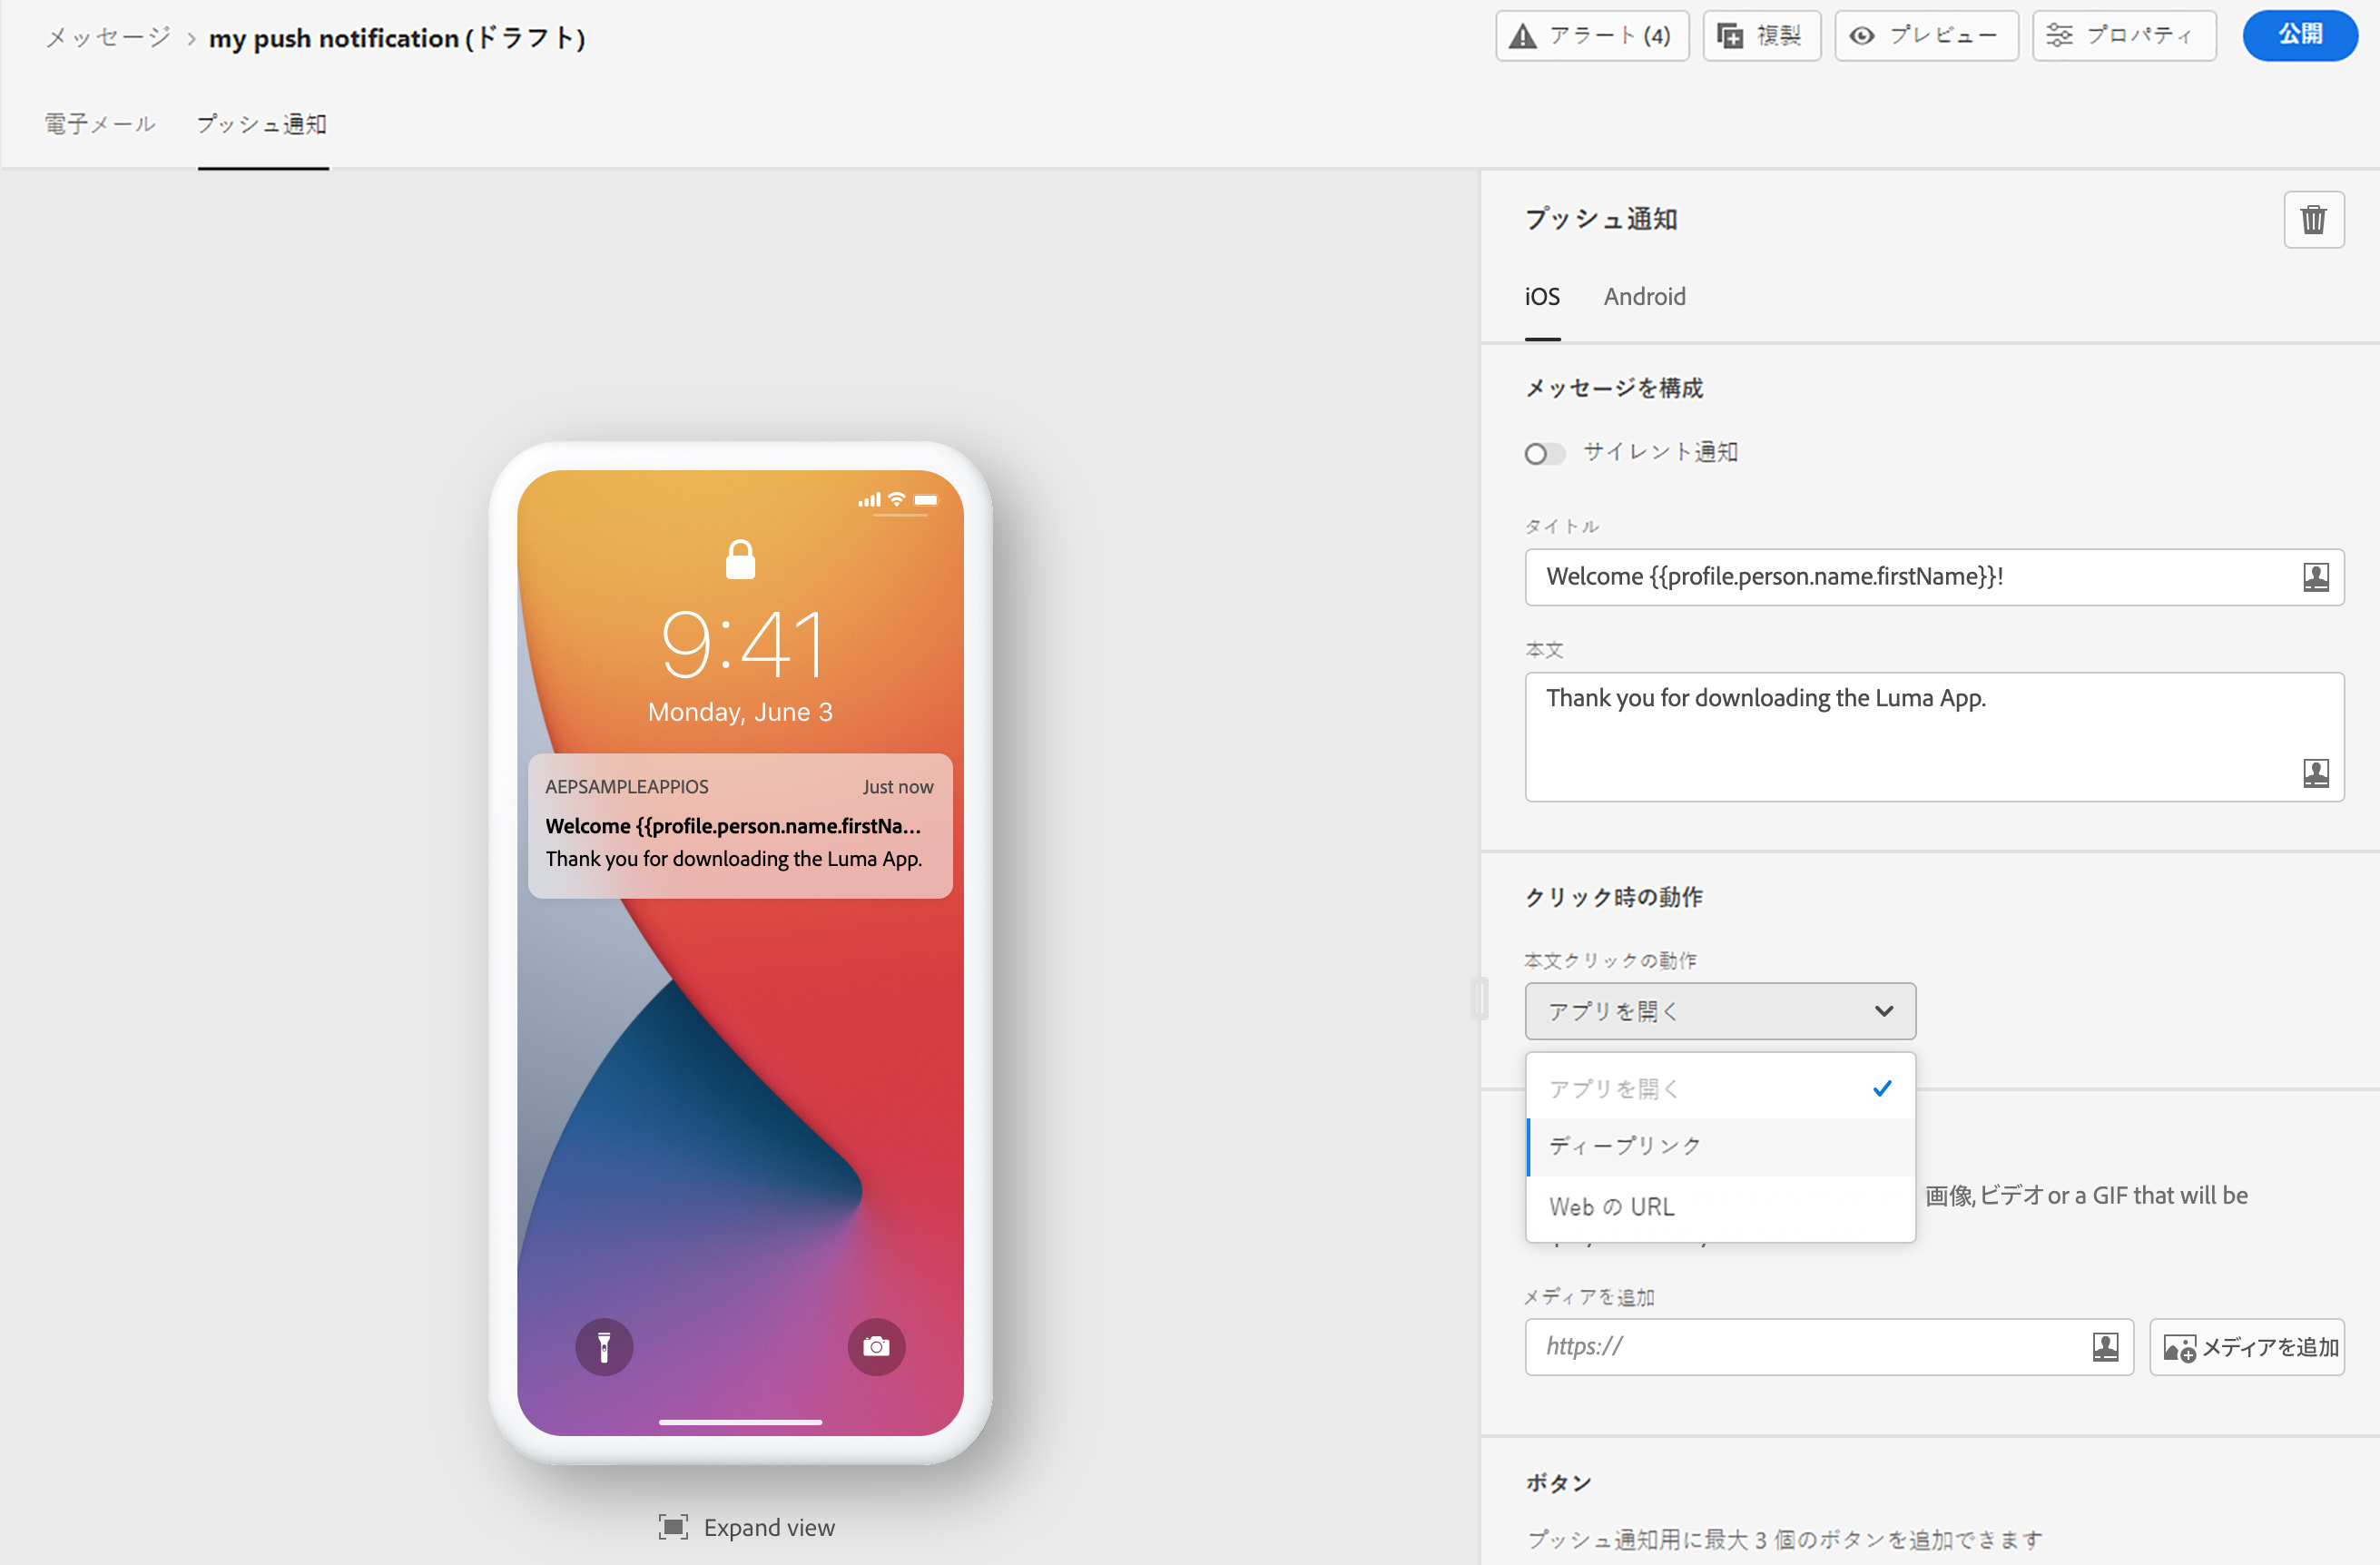 メッセージ › my push notification (ドラフト)
アラート (4)
複製
プレビュー
プロパティ
公開
電子メール
プッシュ通知
9:41
Monday, June 3
AEPSAMPLEAPPIOS
Just now
Welcome {{profile.person.name.firstNa...
Thank you for downloading the Luma App.
Expand view
プッシュ通知
iOS
Android
メッセージを構成
サイレント通知
タイトル
Welcome {{profile.person.name.firstName}}!
本文
Thank you for downloading the Luma App.
クリック時の動作
本文クリックの動作
アプリを開く
アプリを開く
ディープリンク
Web の URL
画像, ビデオ or a GIF that will be
メディアを追加
https://
メディアを追加
ボタン
プッシュ通知用に最大 3 個のボタンを追加できます